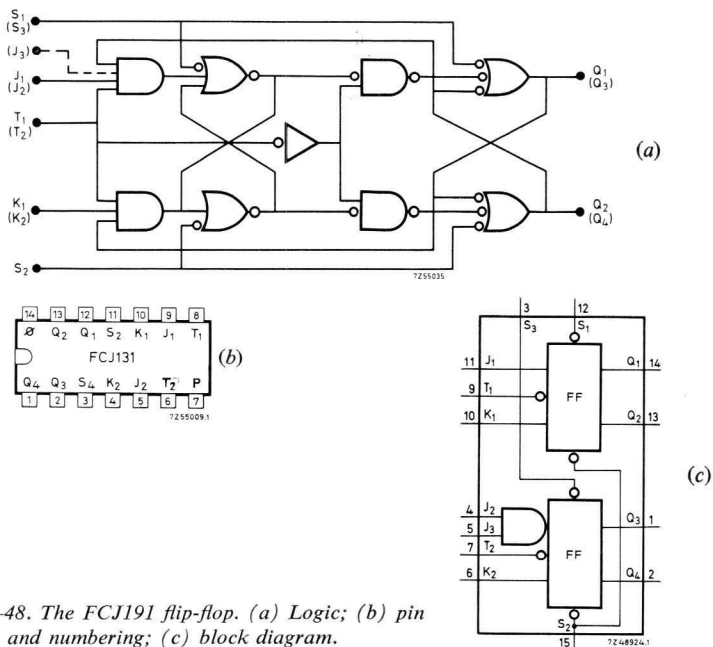 S1
(S3)
(J3)
J1
(J2)
T1
(T2)
K1
(K2)
S2
Q1
(Q3)
Q2
(Q4)
(a)
7Z55035
14 13 12 11 10 9 8
Ø Q2 Q1 S2 K1 J1 T1
FCJ131
Q4 Q3 S4 K2 J2 T2 P
1 2 3 4 5 6 7
7Z55009.1
(b)
3 12
S3 S1
11 J1 Q1 14
9 T1 FF
10 K1 Q2 13
(c)
4 J2
5 J3 Q3 1
7 T2 FF
6 K2 Q4 2
S2
15 7Z48924.1
-48. The FCJ191 flip-flop. (a) Logic; (b) pin
and numbering; (c) block diagram.